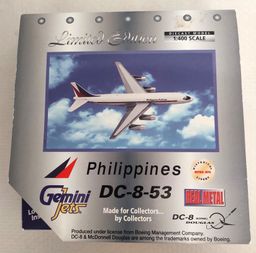 Limited Edition
DIECAST MODEL
1:400 SCALE
Philippines
Gemini
Jets
DC-8-53
REAL METAL
Made for Collectors...
by Collectors
DC-8
DOUGLAS
Produced under license from Boeing Management Company.
DC-8 & McDonnell Douglas are among the trademarks owned by Boeing.